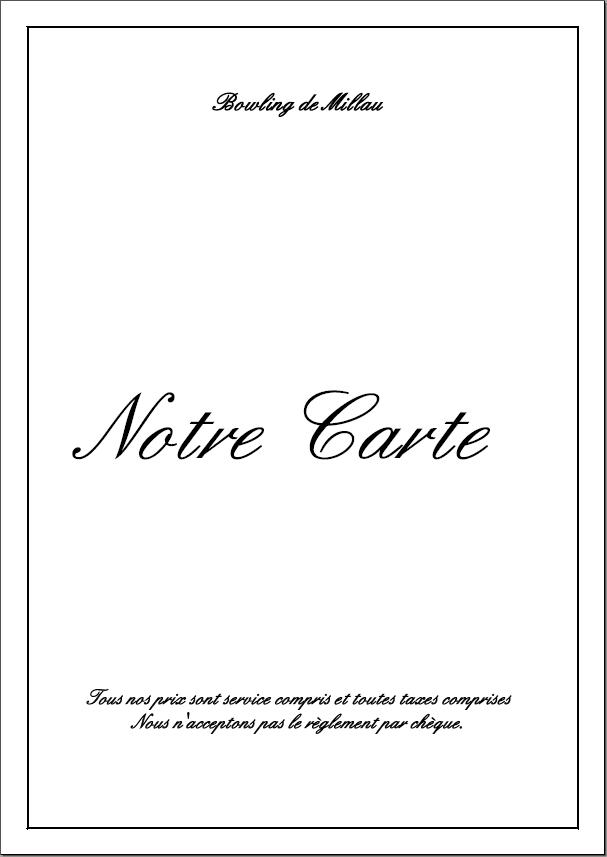 Bowling de Millau
Notre Carte
Tous nos prix sont service compris et toutes taxes comprises
Nous n'acceptons pas le règlement par chèque.